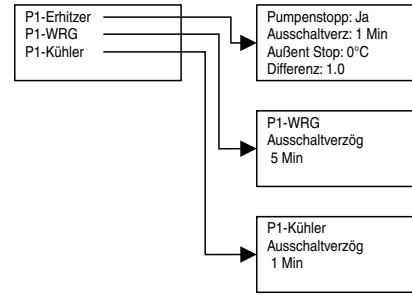 P1-Erhitzer
P1-WRG
P1-Kühler
Pumpenstopp: Ja
Ausschaltverz: 1 Min
Außent Stop: 0°C
Differenz: 1.0
P1-WRG
Ausschaltverzög
5 Min
P1-Kühler
Ausschaltverzög
1 Min